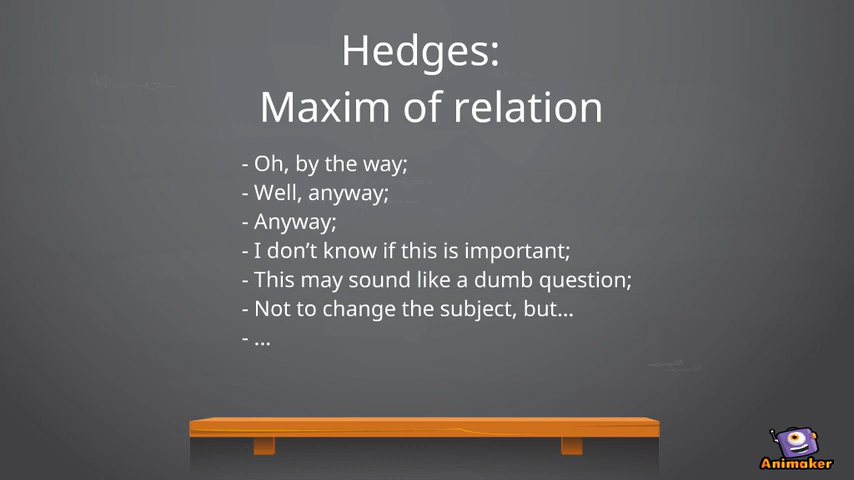 Hedges:
Maxim of relation
- Oh, by the way;
- Well, anyway;
- Anyway;
- I don’t know if this is important;
- This may sound like a dumb question;
- Not to change the subject, but...
- ...
Animaker